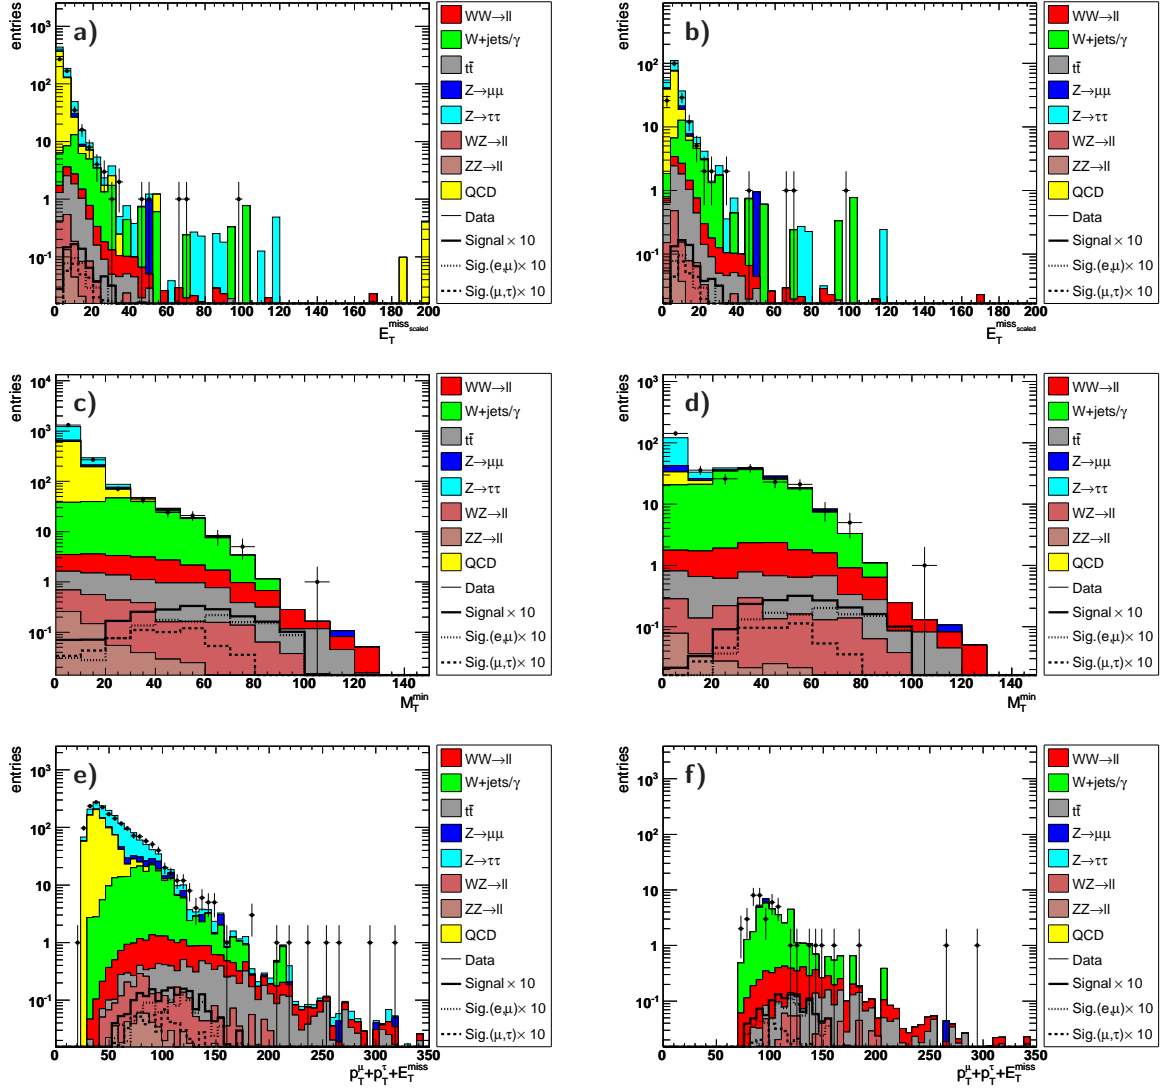 entries
a)
10³
10²
10
1
10⁻¹
0 20 40 60 80 100 120 140 160 180 200
E_T^miss_scaled
WW→ll
W+jets/γ
tt̄
Z→μμ
Z→ττ
WZ→ll
ZZ→ll
QCD
Data
Signal × 10
Sig.(e,μ)× 10
Sig.(μ,τ)× 10
entries
b)
10²
10
1
10⁻¹
0 20 40 60 80 100 120 140 160 180 200
E_T^miss_scaled
WW→ll
W+jets/γ
tt̄
Z→μμ
Z→ττ
WZ→ll
ZZ→ll
QCD
Data
Signal × 10
Sig.(e,μ)× 10
Sig.(μ,τ)× 10
entries
c)
10⁴
10³
10²
10
1
10⁻¹
0 20 40 60 80 100 120 140
M_T^min
WW→ll
W+jets/γ
tt̄
Z→μμ
Z→ττ
WZ→ll
ZZ→ll
QCD
Data
Signal × 10
Sig.(e,μ)× 10
Sig.(μ,τ)× 10
entries
d)
10³
10²
10
1
10⁻¹
0 20 40 60 80 100 120 140
M_T^min
WW→ll
W+jets/γ
tt̄
Z→μμ
Z→ττ
WZ→ll
ZZ→ll
QCD
Data
Signal × 10
Sig.(e,μ)× 10
Sig.(μ,τ)× 10
entries
e)
10³
10²
10
1
10⁻¹
0 50 100 150 200 250 300 350
p_T^μ+p_T^τ+E_T^miss
WW→ll
W+jets/γ
tt̄
Z→μμ
Z→ττ
WZ→ll
ZZ→ll
QCD
Data
Signal × 10
Sig.(e,μ)× 10
Sig.(μ,τ)× 10
entries
f)
10³
10²
10
1
10⁻¹
0 50 100 150 200 250 300 350
p_T^μ+p_T^τ+E_T^miss
WW→ll
W+jets/γ
tt̄
Z→μμ
Z→ττ
WZ→ll
ZZ→ll
QCD
Data
Signal × 10
Sig.(e,μ)× 10
Sig.(μ,τ)× 10